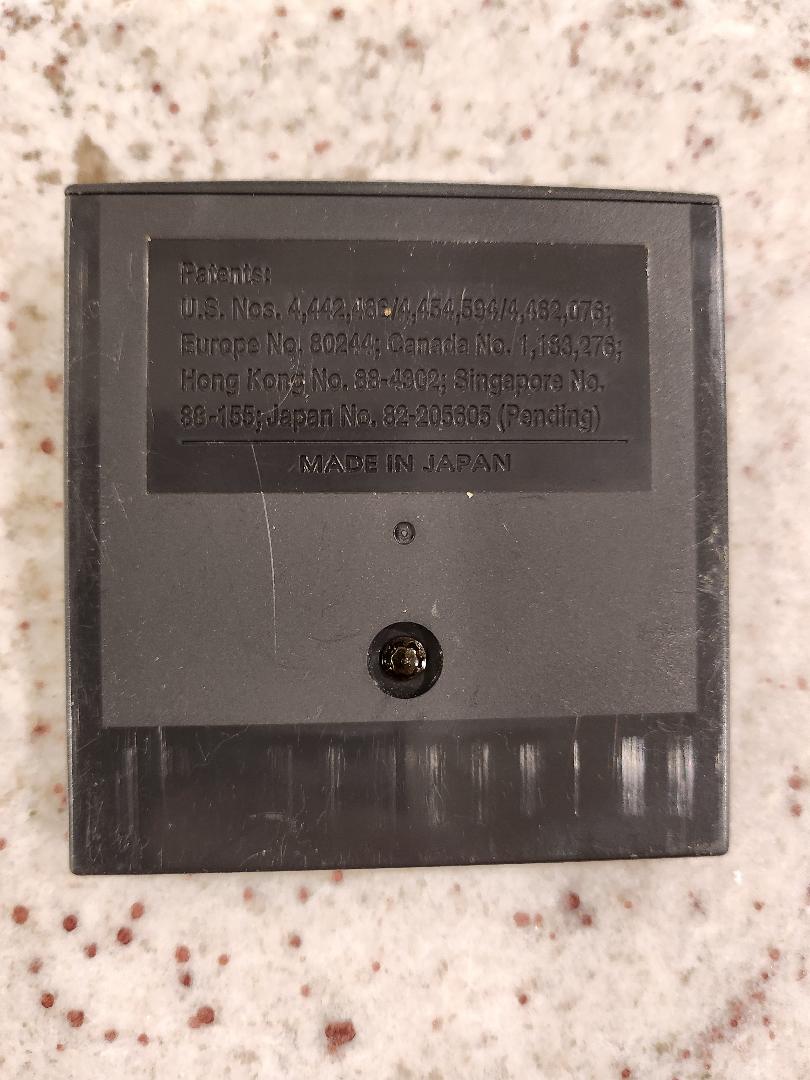 Patents:
U.S. Nos. 4,442,486/4,454,594/4,462,076;
Europe No. 80244; Canada No. 1,183,276;
Hong Kong No. 88-4302; Singapore No.
88-155; Japan No. 82-205605 (Pending)
MADE IN JAPAN